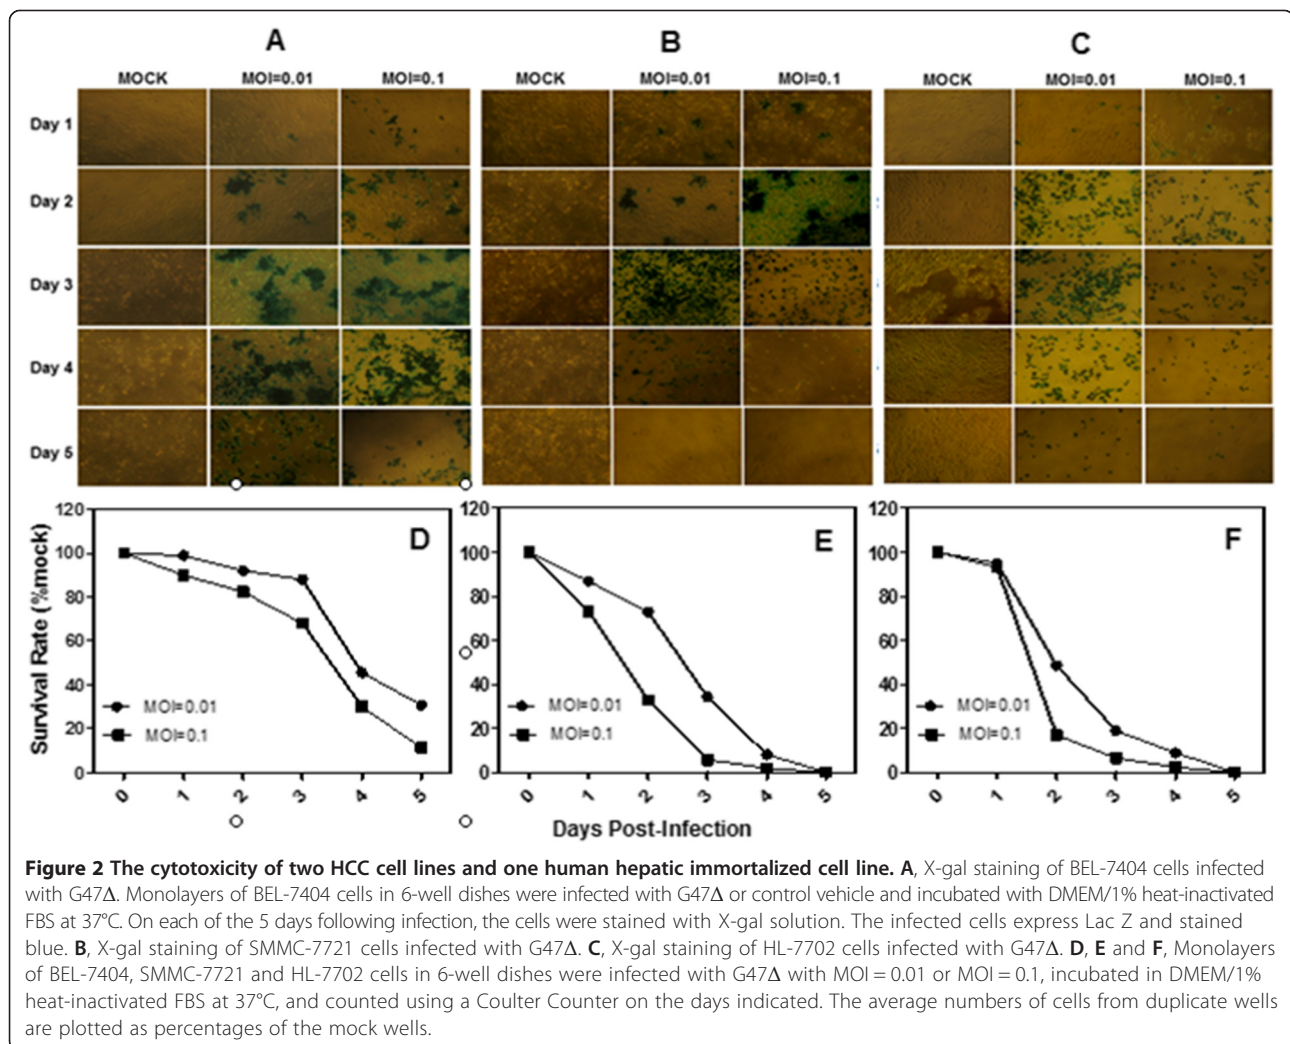 A B C
MOCK MOI=0.01 MOI=0.1 MOCK MOI=0.01 MOI=0.1 MOCK MOI=0.01 MOI=0.1
Day 1
Day 2
Day 3
Day 4
Day 5
Survival Rate (%mock)
120
100
80
60
40
20
0
D
MOI=0.01
MOI=0.1
0 1 2 3 4 5
120
100
80
60
40
20
0
E
MOI=0.01
MOI=0.1
0 1 2 3 4 5
120
100
80
60
40
20
0
F
MOI=0.01
MOI=0.1
0 1 2 3 4 5
Days Post-Infection
Figure 2 The cytotoxicity of two HCC cell lines and one human hepatic immortalized cell line. A, X-gal staining of BEL-7404 cells infected
with G47Δ. Monolayers of BEL-7404 cells in 6-well dishes were infected with G47Δ or control vehicle and incubated with DMEM/1% heat-inactivated
FBS at 37°C. On each of the 5 days following infection, the cells were stained with X-gal solution. The infected cells express Lac Z and stained
blue. B, X-gal staining of SMMC-7721 cells infected with G47Δ. C, X-gal staining of HL-7702 cells infected with G47Δ. D, E and F, Monolayers
of BEL-7404, SMMC-7721 and HL-7702 cells in 6-well dishes were infected with G47Δ with MOI = 0.01 or MOI = 0.1, incubated in DMEM/1%
heat-inactivated FBS at 37°C, and counted using a Coulter Counter on the days indicated. The average numbers of cells from duplicate wells
are plotted as percentages of the mock wells.